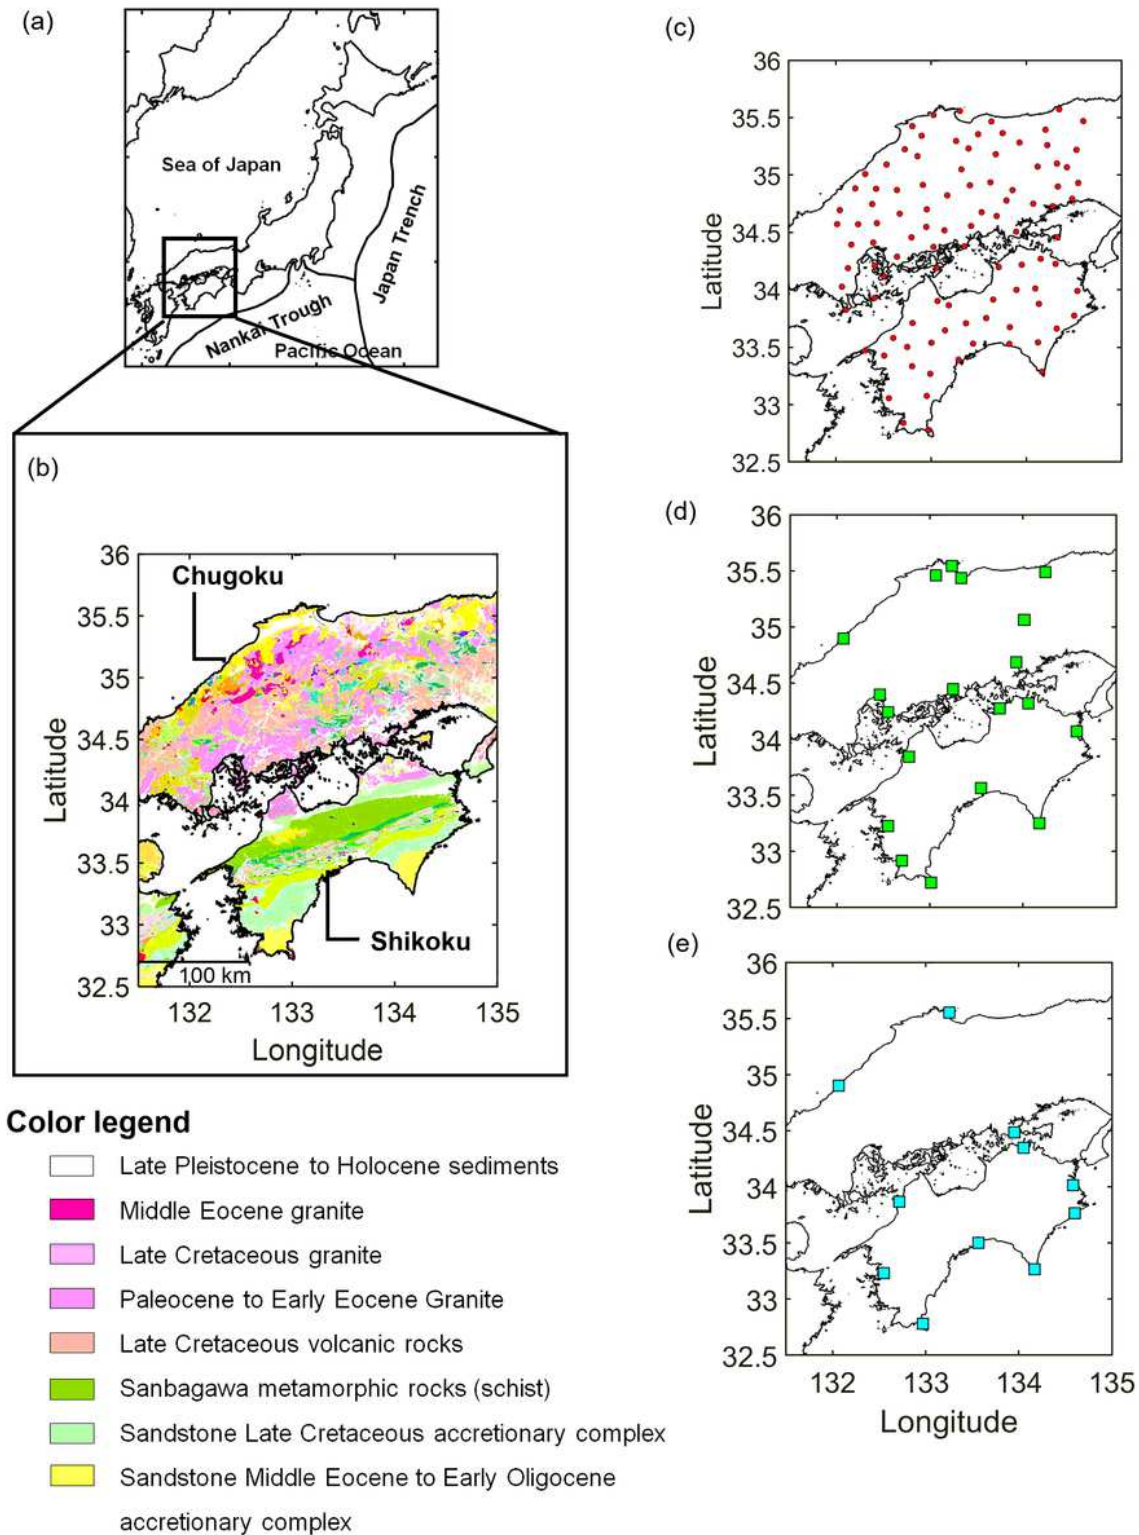 (a)
Sea of Japan
Japan Trench
Nankai Trough
Pacific Ocean
(b)
36
35.5
35
34.5
34
33.5
33
32.5
Latitude
Chugoku
Shikoku
100 km
132
133
134
135
Longitude
Color legend
Late Pleistocene to Holocene sediments
Middle Eocene granite
Late Cretaceous granite
Paleocene to Early Eocene Granite
Late Cretaceous volcanic rocks
Sanbagawa metamorphic rocks (schist)
Sandstone Late Cretaceous accretionary complex
Sandstone Middle Eocene to Early Oligocene
accretionary complex
(c)
36
35.5
35
34.5
34
33.5
33
32.5
Latitude
(d)
36
35.5
35
34.5
34
33.5
33
32.5
Latitude
(e)
36
35.5
35
34.5
34
33.5
33
32.5
Latitude
132
133
134
135
Longitude